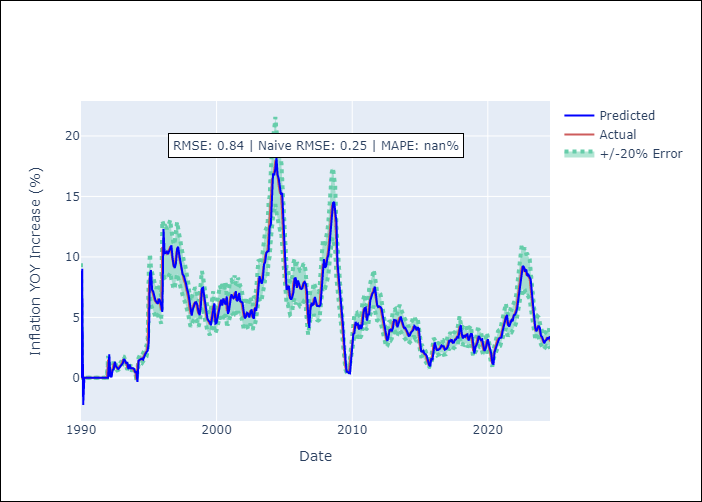 RMSE: 0.84 | Naive RMSE: 0.25 | MAPE: nan%
Predicted
Actual
+/-20% Error
Inflation YOY Increase (%)
20
15
10
5
0
1990
2000
2010
2020
Date